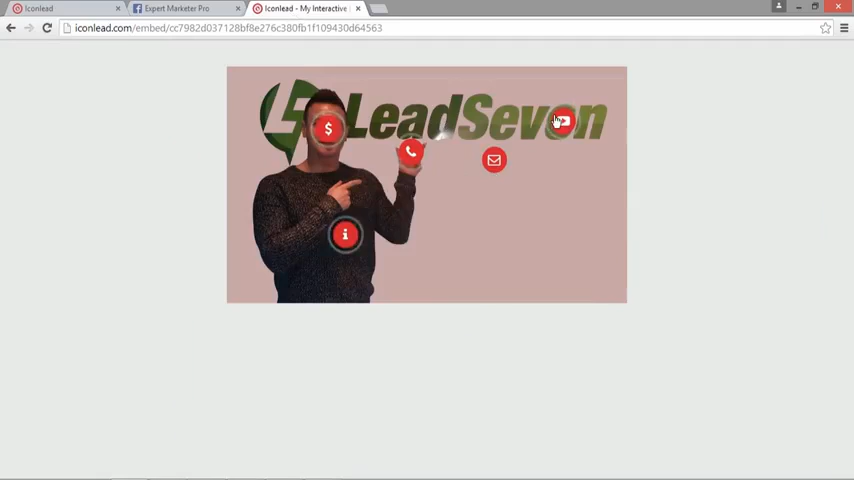 Iconlead
Expert Marketer Pro
Iconlead - My Interactive
iconlead.com/embed/cc7982d037128bf8e276c380fb1f109430d64563
LeadSeven
$
i